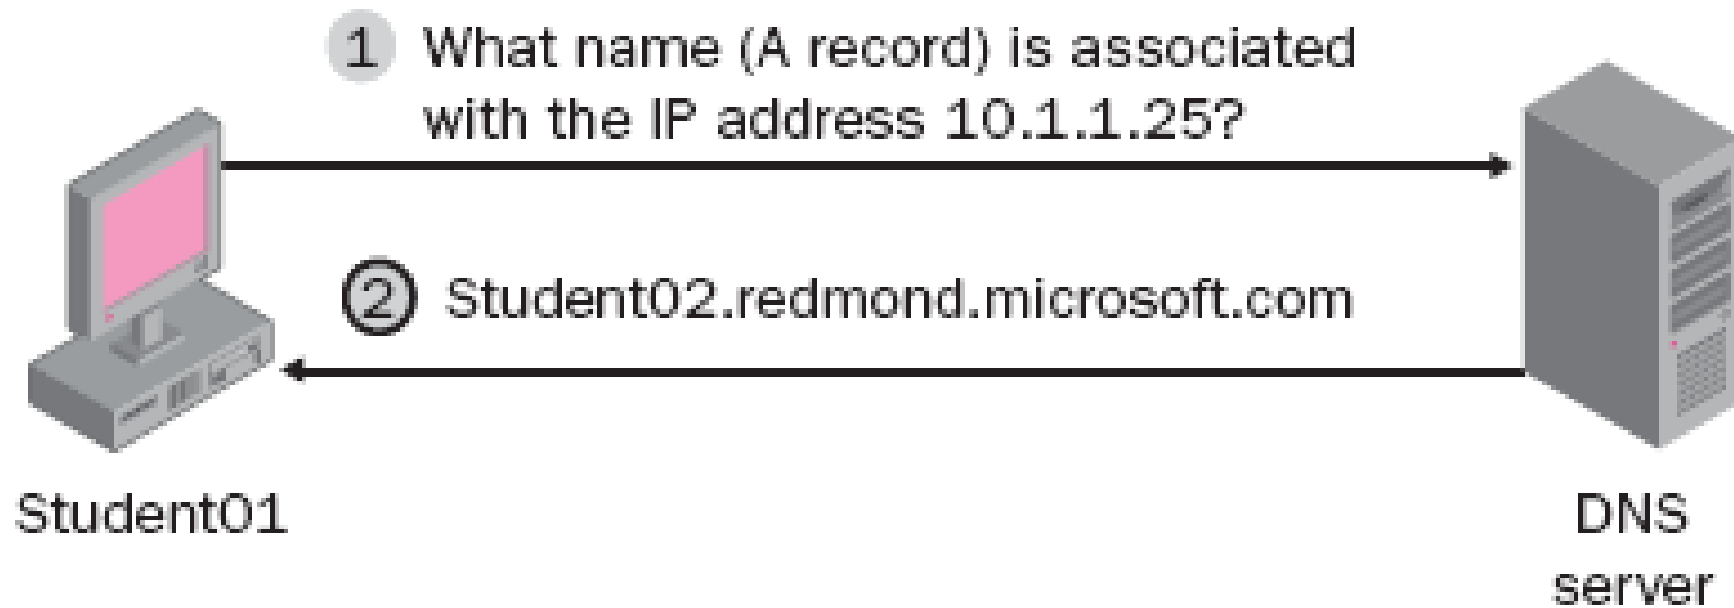 1 What name (A record) is associated
with the IP address 10.1.1.25?
2 Student02.redmond.microsoft.com
Student01
DNS
server